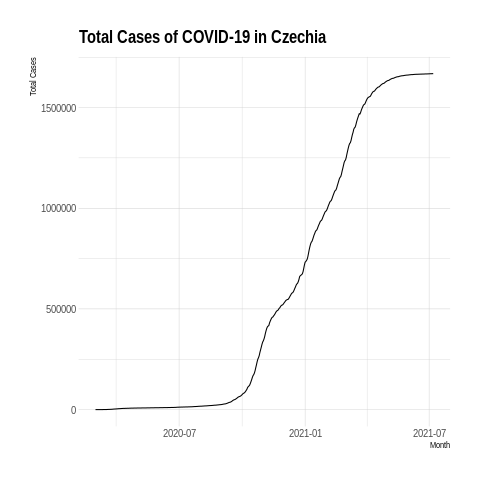 Total Cases of COVID-19 in Czechia
Total Cases
1500000
1000000
500000
0
2020-07 2021-01 2021-07
Month